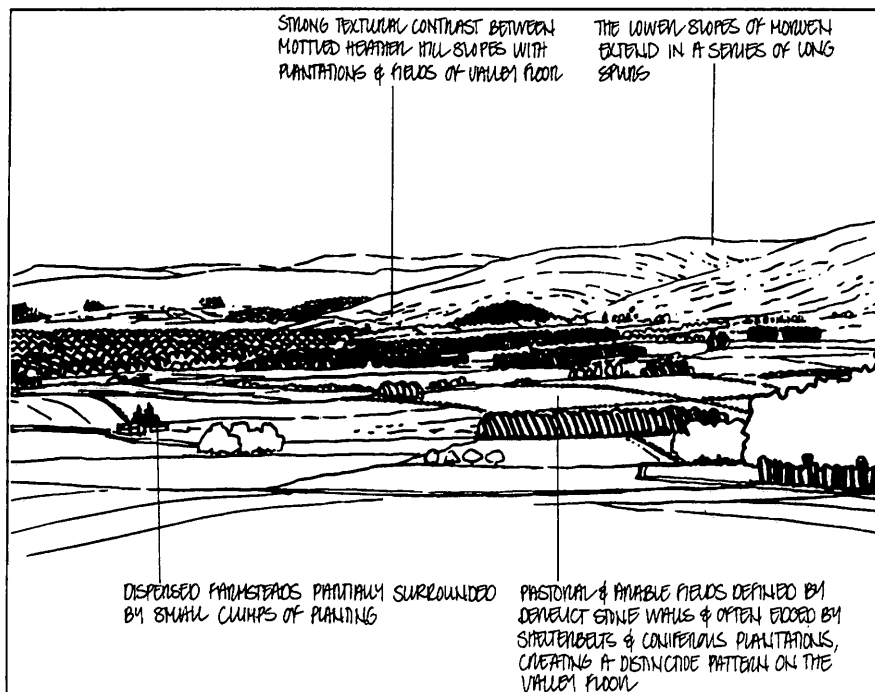 STRONG TEXTURAL CONTRAST BETWEEN
MOTTLED HEATHER HILL SLOPES WITH
PLANTATIONS & FIELDS OF VALLEY FLOOR
THE LOWER SLOPES OF MORVEN
EXTEND IN A SERIES OF LONG
SPURS
DISPERSED FARMSTEADS PARTIALLY SURROUNDED
BY SMALL CLUMPS OF PLANTING
PASTORAL & ARABLE FIELDS DEFINED BY
DERELICT STONE WALLS & OFTEN EDGED BY
SHELTERBELTS & CONIFEROUS PLANTATIONS,
CREATING A DISTINCTIVE PATTERN ON THE
VALLEY FLOOR